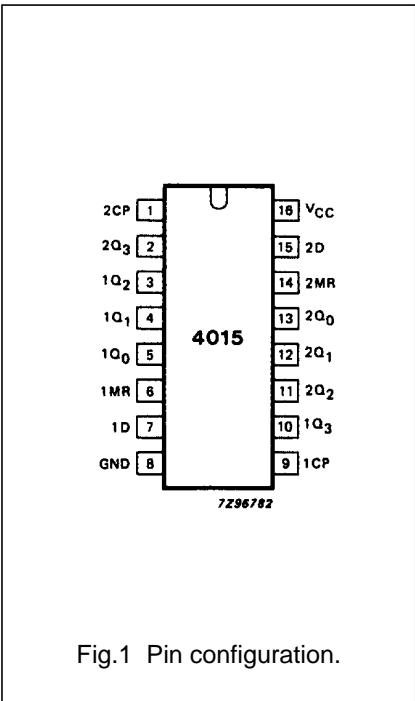 2CP 1 16 VCC
2Q3 2 15 2D
1Q2 3 14 2MR
1Q1 4 13 2Q0
4015
1Q0 5 12 2Q1
1MR 6 11 2Q2
1D 7 10 1Q3
GND 8 9 1CP
7Z96782
Fig.1 Pin configuration.